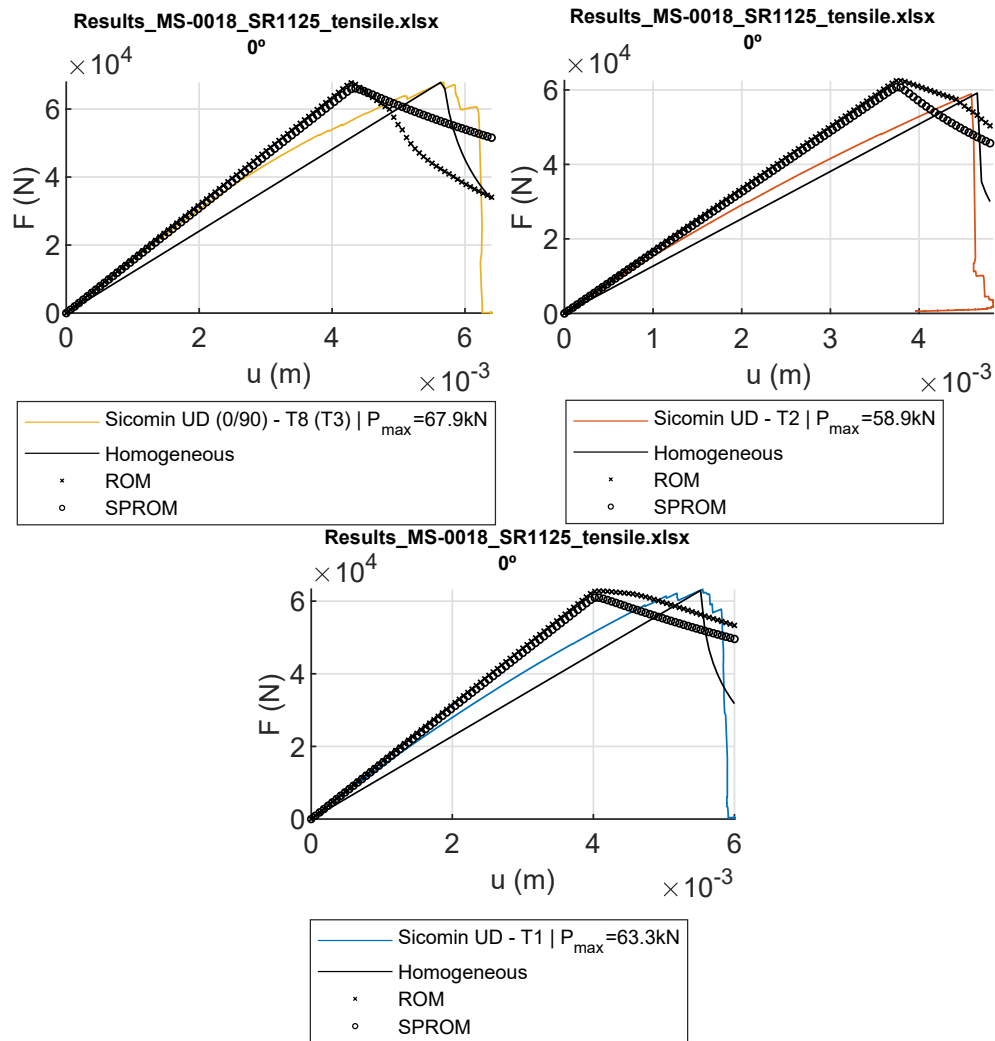 Results_MS-0018_SR1125_tensile.xlsx
0º
× 10^4
6
4
2
0
F (N)
0
2
4
6
u (m)
× 10^-3
Sicomin UD (0/90) - T8 (T3) | P_max=67.9kN
Homogeneous
ROM
SPROM
Results_MS-0018_SR1125_tensile.xlsx
0º
× 10^4
6
4
2
0
F (N)
0
1
2
3
4
u (m)
× 10^-3
Sicomin UD - T2 | P_max=58.9kN
Homogeneous
ROM
SPROM
Results_MS-0018_SR1125_tensile.xlsx
0º
× 10^4
6
4
2
0
F (N)
0
2
4
6
u (m)
× 10^-3
Sicomin UD - T1 | P_max=63.3kN
Homogeneous
ROM
SPROM